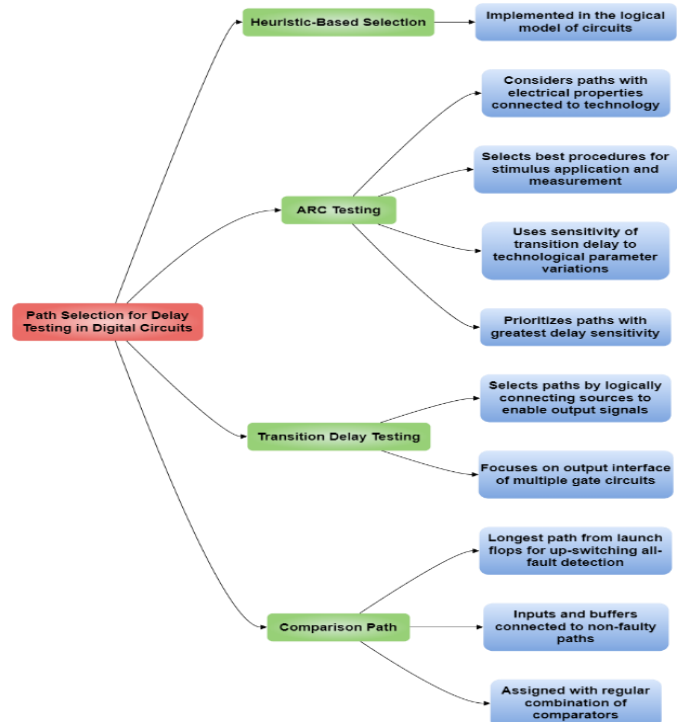 Heuristic-Based Selection
Implemented in the logical
model of circuits
Considers paths with
electrical properties
connected to technology
Selects best procedures for
stimulus application and
measurement
ARC Testing
Uses sensitivity of
transition delay to
technological parameter
variations
Prioritizes paths with
greatest delay sensitivity
Path Selection for Delay
Testing in Digital Circuits
Selects paths by logically
connecting sources to
enable output signals
Transition Delay Testing
Focuses on output interface
of multiple gate circuits
Longest path from launch
flops for up-switching all-
fault detection
Comparison Path
Inputs and buffers
connected to non-faulty
paths
Assigned with regular
combination of
comparators